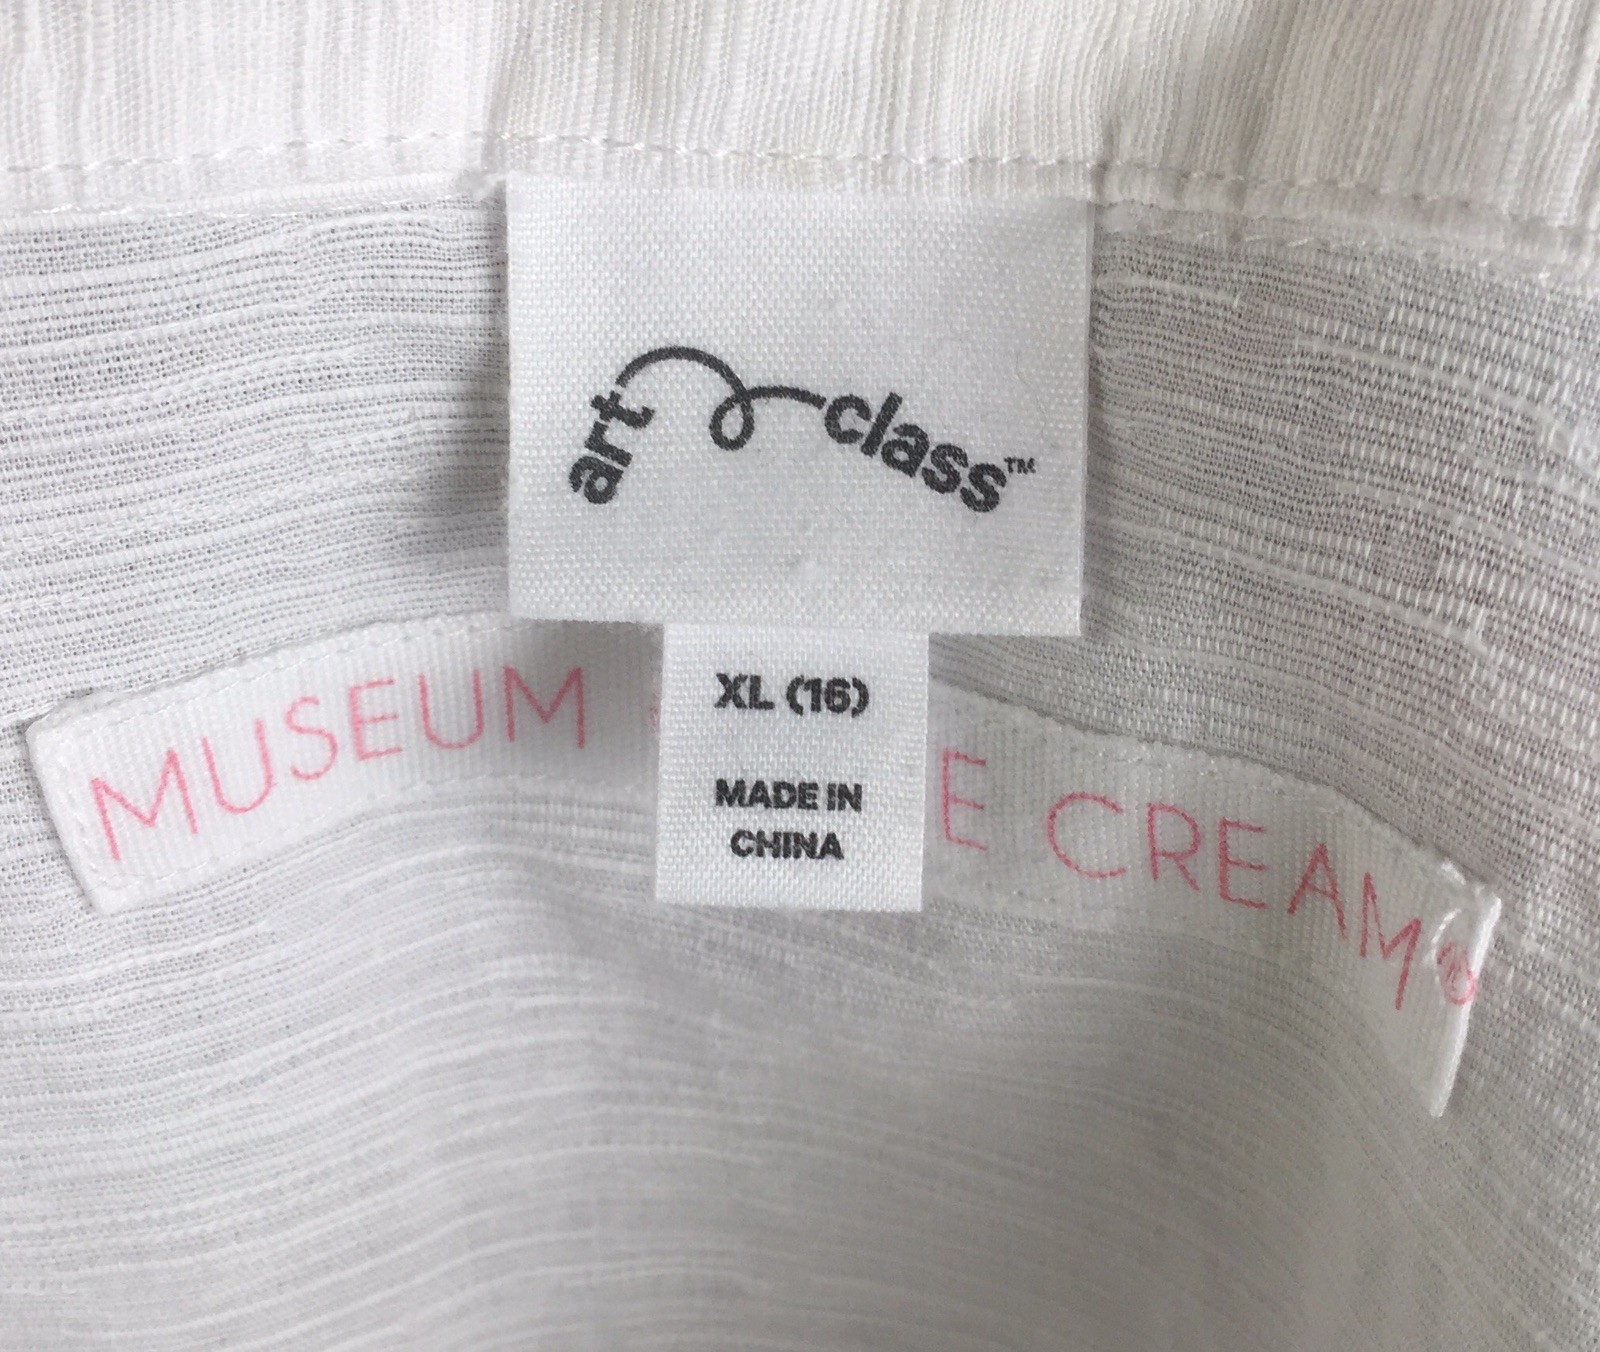 art class™
XL (16)
MADE IN
CHINA
MUSEUM E CREAM®